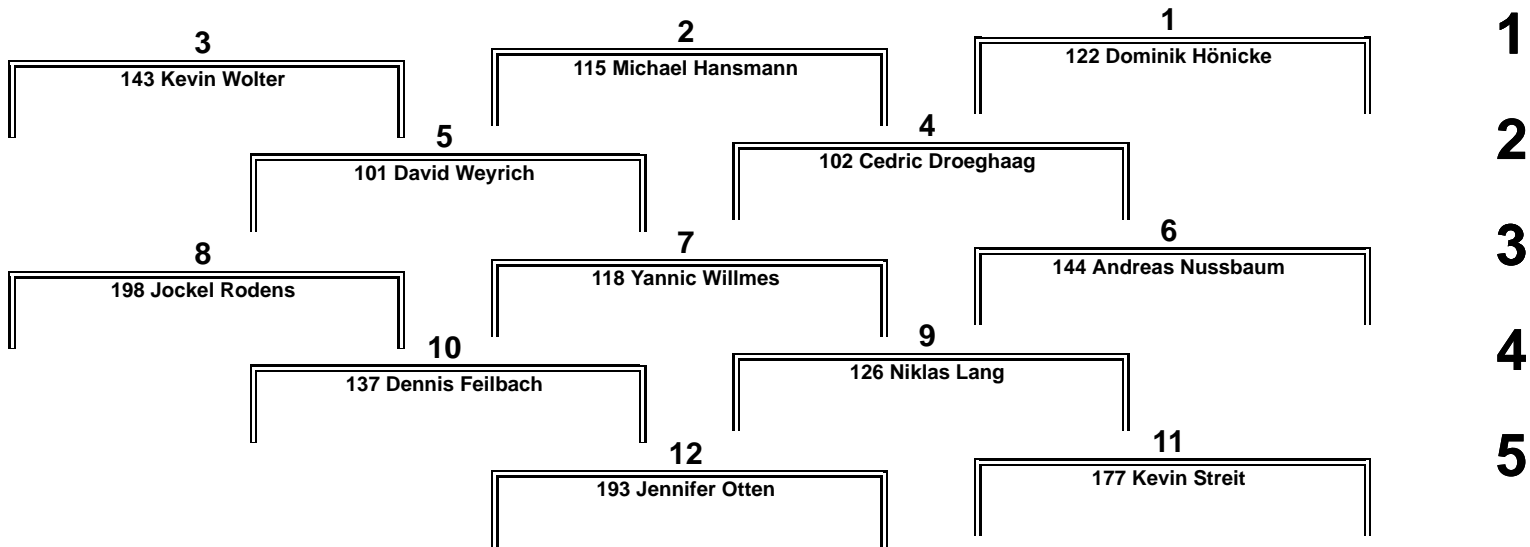 3 2 1 1
143 Kevin Wolter 115 Michael Hansmann 122 Dominik Hönicke
5 4 2
101 David Weyrich 102 Cedric Droeghaag
8 7 6 3
198 Jockel Rodens 118 Yannic Willmes 144 Andreas Nussbaum
10 9 4
137 Dennis Feilbach 126 Niklas Lang
12 11 5
193 Jennifer Otten 177 Kevin Streit